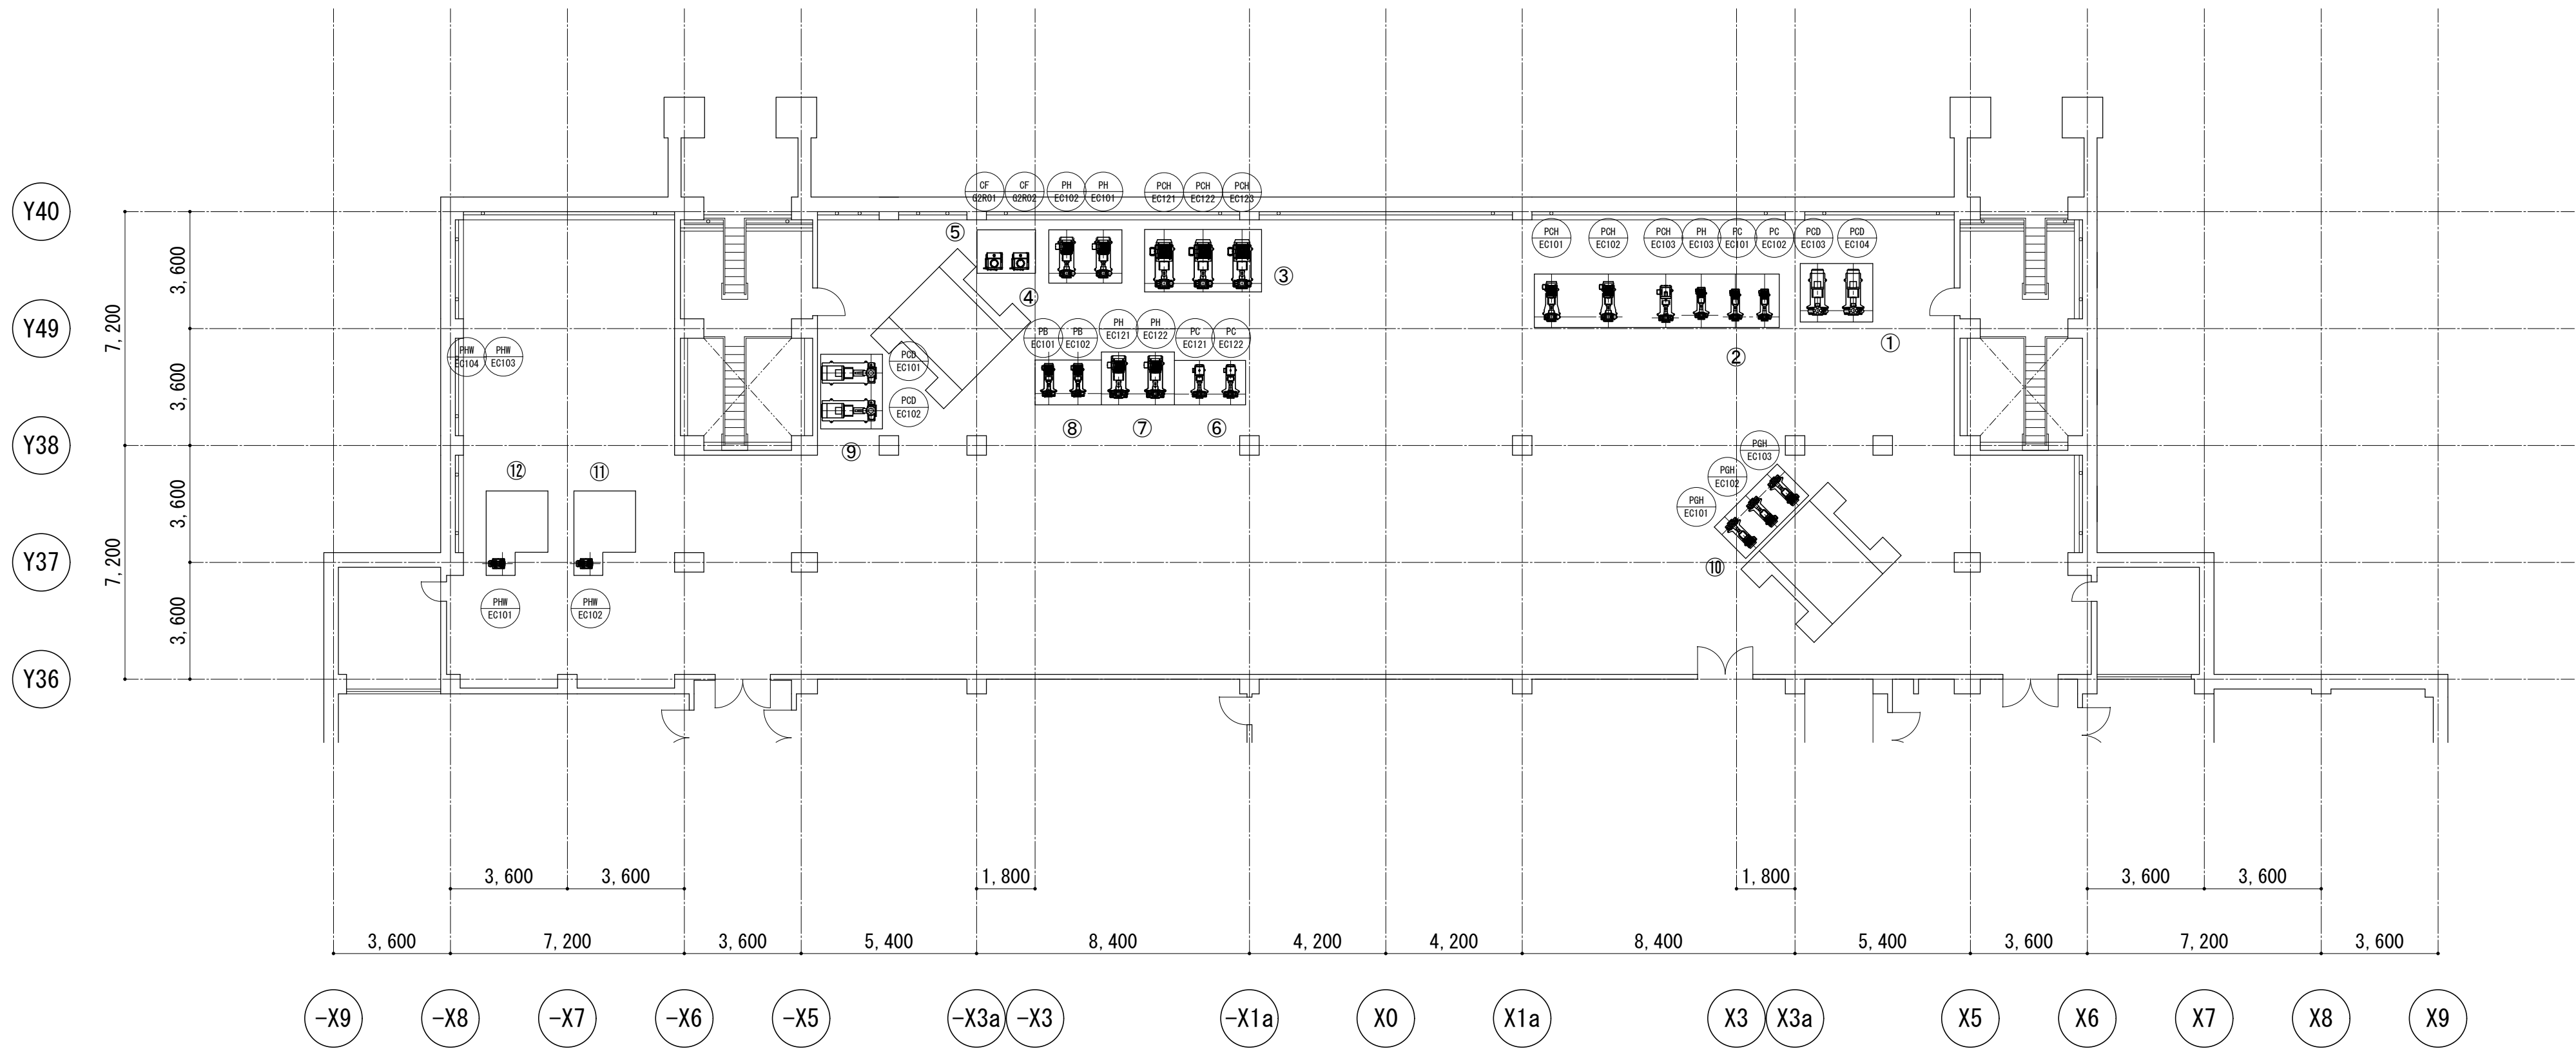 CF CF PH PH PCH PCH PCH
G2R01 G2R02 EC102 EC101 EC121 EC122 EC123
Y40
⑤
PCH PCH PCH PH PC PC PCD PCD
EC101 EC102 EC103 EC103 EC101 EC102 EC103 EC104
3,600
③
④
7,200
Y49
PB PB PH PH PC PC
EC101 EC102 EC121 EC122 EC121 EC122
①
②
PHW PHW
EC104 EC103
PCD
EC101
3,600
PCD
EC102
⑧ ⑦ ⑥
Y38
⑨
PGH
EC103
⑫ ⑪
PGH
EC102
3,600
PGH
EC101
7,200
Y37
⑩
PHW PHW
EC101 EC102
3,600
Y36
3,600 3,600 1,800 1,800 3,600 3,600
3,600 7,200 3,600 5,400 8,400 4,200 4,200 8,400 5,400 3,600 7,200 3,600
-X9 -X8 -X7 -X6 -X5 -X3a -X3 -X1a X0 X1a X3 X3a X5 X6 X7 X8 X9